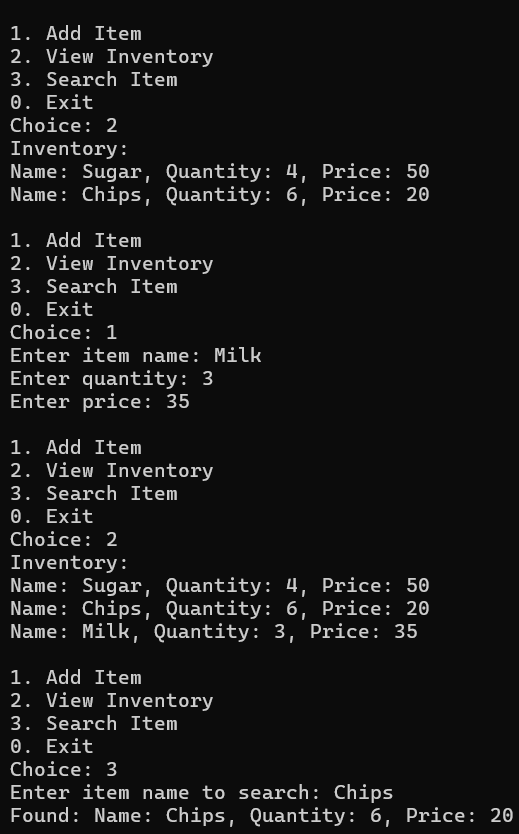 1. Add Item
2. View Inventory
3. Search Item
0. Exit
Choice: 2
Inventory:
Name: Sugar, Quantity: 4, Price: 50
Name: Chips, Quantity: 6, Price: 20
1. Add Item
2. View Inventory
3. Search Item
0. Exit
Choice: 1
Enter item name: Milk
Enter quantity: 3
Enter price: 35
1. Add Item
2. View Inventory
3. Search Item
0. Exit
Choice: 2
Inventory:
Name: Sugar, Quantity: 4, Price: 50
Name: Chips, Quantity: 6, Price: 20
Name: Milk, Quantity: 3, Price: 35
1. Add Item
2. View Inventory
3. Search Item
0. Exit
Choice: 3
Enter item name to search: Chips
Found: Name: Chips, Quantity: 6, Price: 20